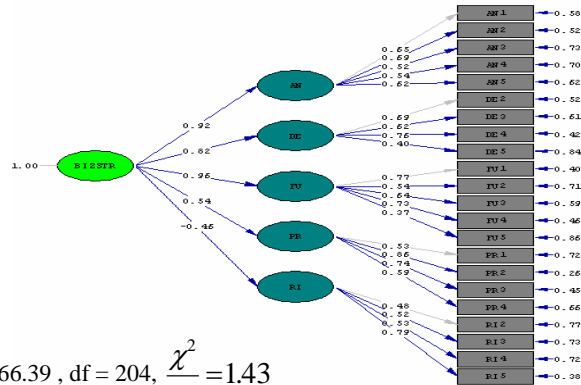 1.00
BIZSTR
0.92
0.82
0.96
0.54
-0.46
AN
DE
FU
PR
RI
0.65
0.69
0.52
0.54
0.62
0.69
0.62
0.76
0.40
0.77
0.54
0.64
0.73
0.37
0.53
0.86
0.74
0.59
0.48
0.52
0.53
0.79
AN1 0.58
AN2 0.52
AN3 0.73
AN4 0.70
AN5 0.62
DE2 0.52
DE3 0.61
DE4 0.42
DE5 0.84
FU1 0.40
FU2 0.71
FU3 0.59
FU4 0.46
FU5 0.86
PR1 0.72
PR2 0.26
PR3 0.45
PR4 0.66
RI2 0.77
RI3 0.73
RI4 0.72
RI5 0.38
66.39 , df = 204, χ²/ =1.43